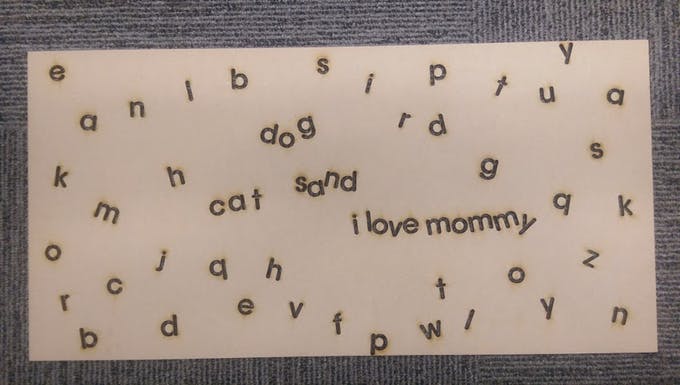 e n l b s i p t u y a
a dog r d s
k m h cat sand g q k
i love mommy
o c j q h t o z
r b d e v f p w l y n